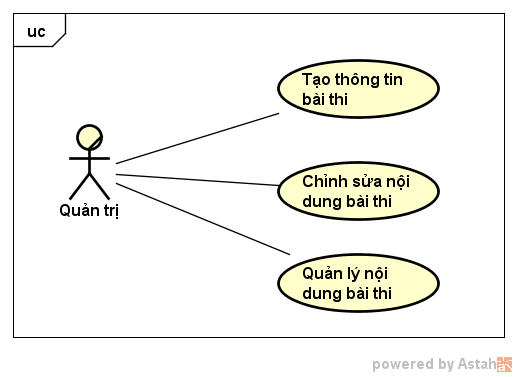 uc
Tạo thông tin
bài thi
Chỉnh sửa nội
dung bài thi
Quản trị
Quản lý nội
dung bài thi
powered by Astah